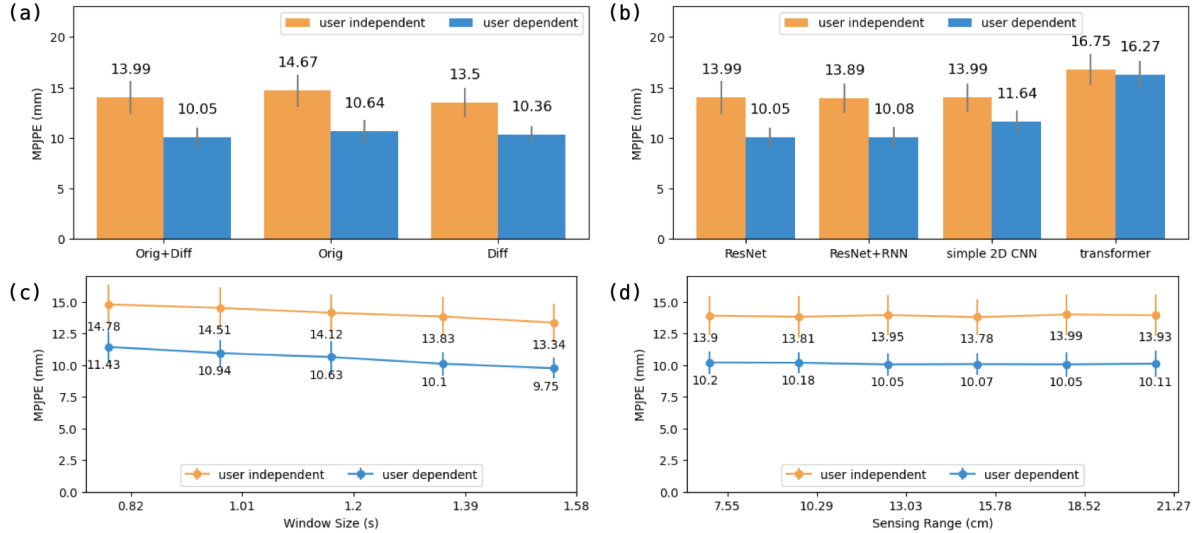 (a)
user independent user dependent
20
15
10
5
0
MPJPE (mm)
13.99
10.05
14.67
10.64
13.5
10.36
Orig+Diff Orig Diff
(b)
user independent user dependent
20
15
10
5
0
MPJPE (mm)
13.99
10.05
13.89
10.08
13.99
11.64
16.75
16.27
ResNet ResNet+RNN simple 2D CNN transformer
(c)
15.0
12.5
10.0
7.5
5.0
2.5
0.0
MPJPE (mm)
14.78 14.51 14.12 13.83 13.34
11.43 10.94 10.63 10.1 9.75
user independent user dependent
0.82 1.01 1.2 1.39 1.58
Window Size (s)
(d)
15.0
12.5
10.0
7.5
5.0
2.5
0.0
MPJPE (mm)
13.9 13.81 13.95 13.78 13.99 13.93
10.2 10.18 10.05 10.07 10.05 10.11
user independent user dependent
7.55 10.29 13.03 15.78 18.52 21.27
Sensing Range (cm)